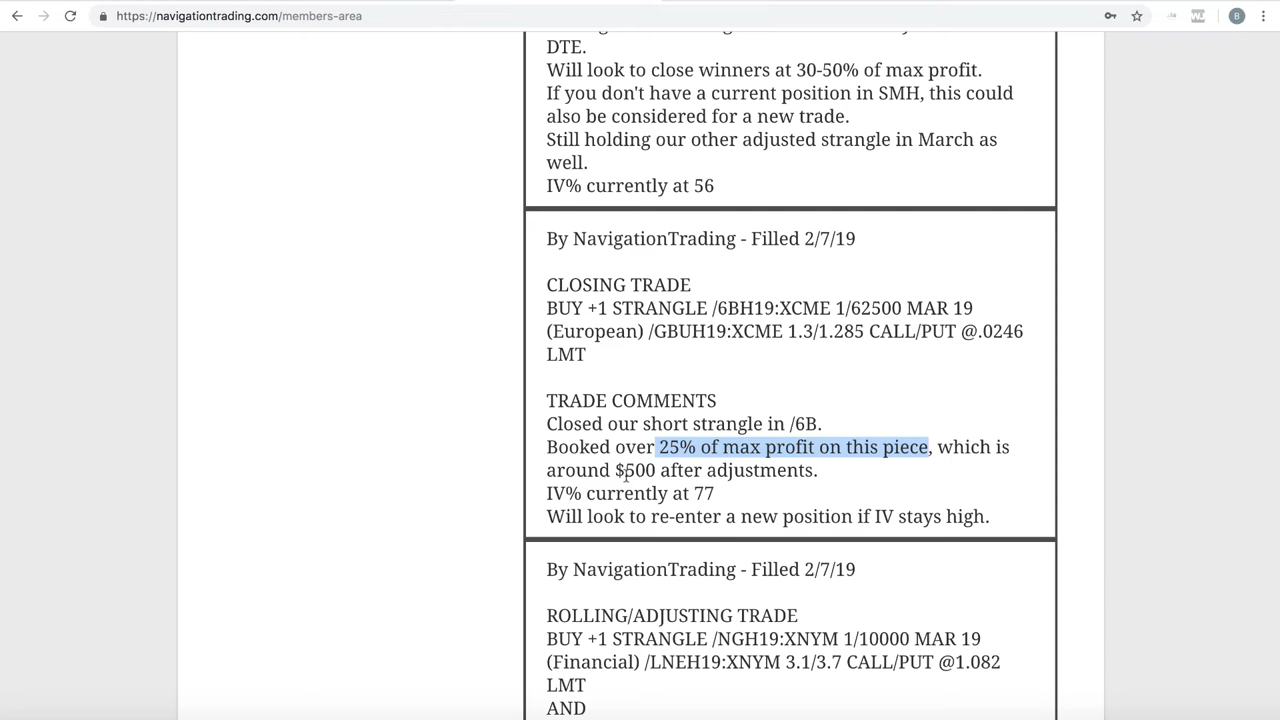 https://navigationtrading.com/members-area
B
DTE.
Will look to close winners at 30-50% of max profit.
If you don't have a current position in SMH, this could
also be considered for a new trade.
Still holding our other adjusted strangle in March as
well.
IV% currently at 56
By NavigationTrading - Filled 2/7/19
CLOSING TRADE
BUY +1 STRANGLE /6BH19:XCME 1/62500 MAR 19
(European) /GBUH19:XCME 1.3/1.285 CALL/PUT @.0246
LMT
TRADE COMMENTS
Closed our short strangle in /6B.
Booked over 25% of max profit on this piece, which is
around $500 after adjustments.
IV% currently at 77
Will look to re-enter a new position if IV stays high.
By NavigationTrading - Filled 2/7/19
ROLLING/ADJUSTING TRADE
BUY +1 STRANGLE /NGH19:XNYM 1/10000 MAR 19
(Financial) /LNEH19:XNYM 3.1/3.7 CALL/PUT @1.082
LMT
AND